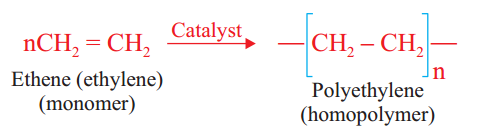 nCH₂ = CH₂ Catalyst —[CH₂ – CH₂]—n
Ethene (ethylene)
(monomer)
Polyethylene
(homopolymer)